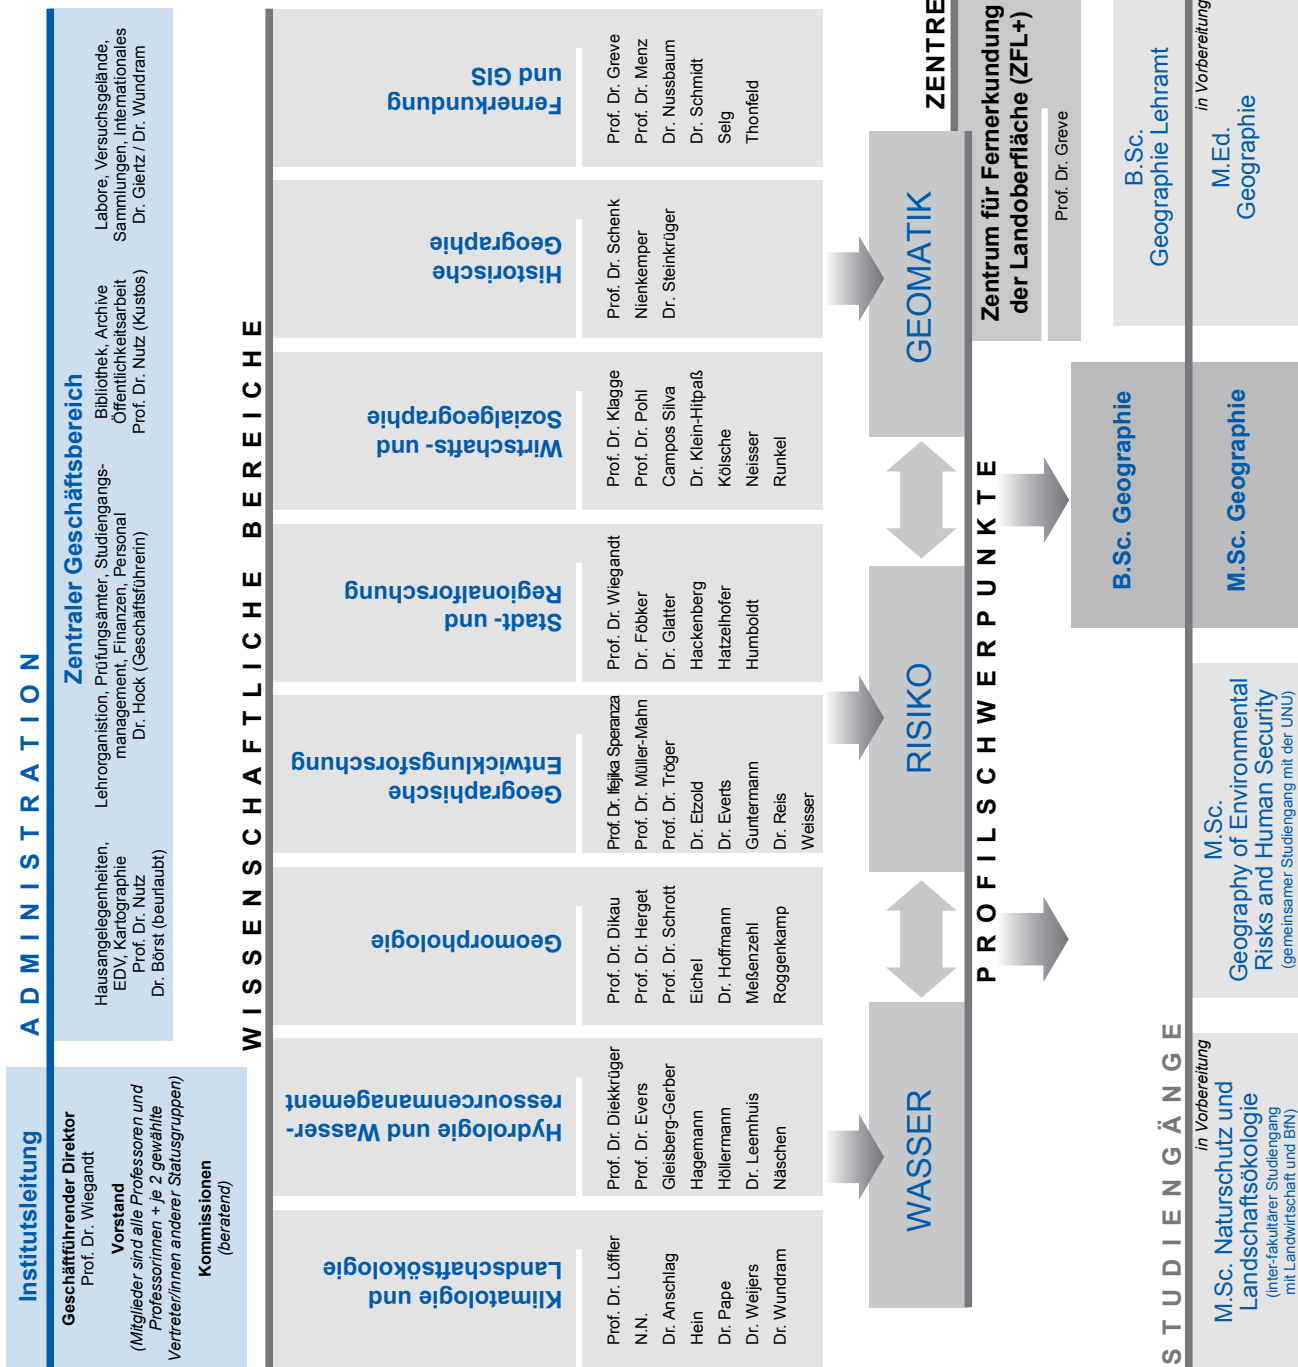 ADMINISTRATION
Institutsleitung
Geschäftführender Direktor
Prof. Dr. Wiegandt
Vorstand
(Mitglieder sind alle Professoren und
Professorinnen + je 2 gewählte
Vertreter/innen anderer Statusgruppen)
Kommissionen
(beratend)
Zentraler Geschäftsbereich
Hausangelegenheiten,
EDV, Kartographie
Prof. Dr. Nutz
Dr. Börst (beurlaubt)
Lehrorganistion, Prüfungsämter, Studiengangs-
management, Finanzen, Personal
Dr. Hock (Geschäftsführerin)
Bibliothek, Archive
Öffentlichkeitsarbeit
Prof. Dr. Nutz (Kustos)
Labore, Versuchsgelände,
Sammlungen, Internationales
Dr. Giertz / Dr. Wundram
WISSENSCHAFTLICHE BEREICHE
Klimatologie und
Landschaftsökologie
Prof. Dr. Löffler
N.N.
Dr. Anschlag
Hein
Dr. Pape
Dr. Weijers
Dr. Wundram
Hydrologie und Wasser-
ressourcenmanagement
Prof. Dr. Diekkrüger
Prof. Dr. Evers
Gleisberg-Gerber
Hagemann
Höllermann
Dr. Leemhuis
Näschen
Geomorphologie
Prof. Dr. Dikau
Prof. Dr. Herget
Prof. Dr. Schrott
Eichel
Dr. Hoffmann
Meßenzehl
Roggenkamp
Geographische
Entwicklungsforschung
Prof. Dr. Ifejika Speranza
Prof. Dr. Müller-Mahn
Prof. Dr. Tröger
Dr. Etzold
Dr. Everts
Guntermann
Dr. Reis
Weisser
Stadt- und
Regionalforschung
Prof. Dr. Wiegandt
Dr. Föbker
Dr. Glatter
Hackenberg
Hatzelhofer
Humboldt
Wirtschafts- und
Sozialgeographie
Prof. Dr. Klagge
Prof. Dr. Pohl
Campos Silva
Dr. Klein-Hitpaß
Kölsche
Neisser
Runkel
Historische
Geographie
Prof. Dr. Schenk
Nienkemper
Dr. Steinkrüger
Fernerkundung
und GIS
Prof. Dr. Greve
Prof. Dr. Menz
Dr. Nussbaum
Dr. Schmidt
Selg
Thonfeld
WASSER
RISIKO
GEOMATIK
PROFILSCHWERPUNKTE
ZENTRE
Zentrum für Fernerkundung
der Landoberfläche (ZFL+)
Prof. Dr. Greve
STUDIENGÄNGE
B.Sc. Geographie
B.Sc.
Geographie Lehramt
in Vorbereitung
M.Sc. Naturschutz und
Landschaftsökologie
(inter-fakultärer Studiengang
mit Landwirtschaft und BfN)
M.Sc.
Geography of Environmental
Risks and Human Security
(gemeinsamer Studiengang mit der UNU)
M.Sc. Geographie
in Vorbereitung
M.Ed.
Geographie